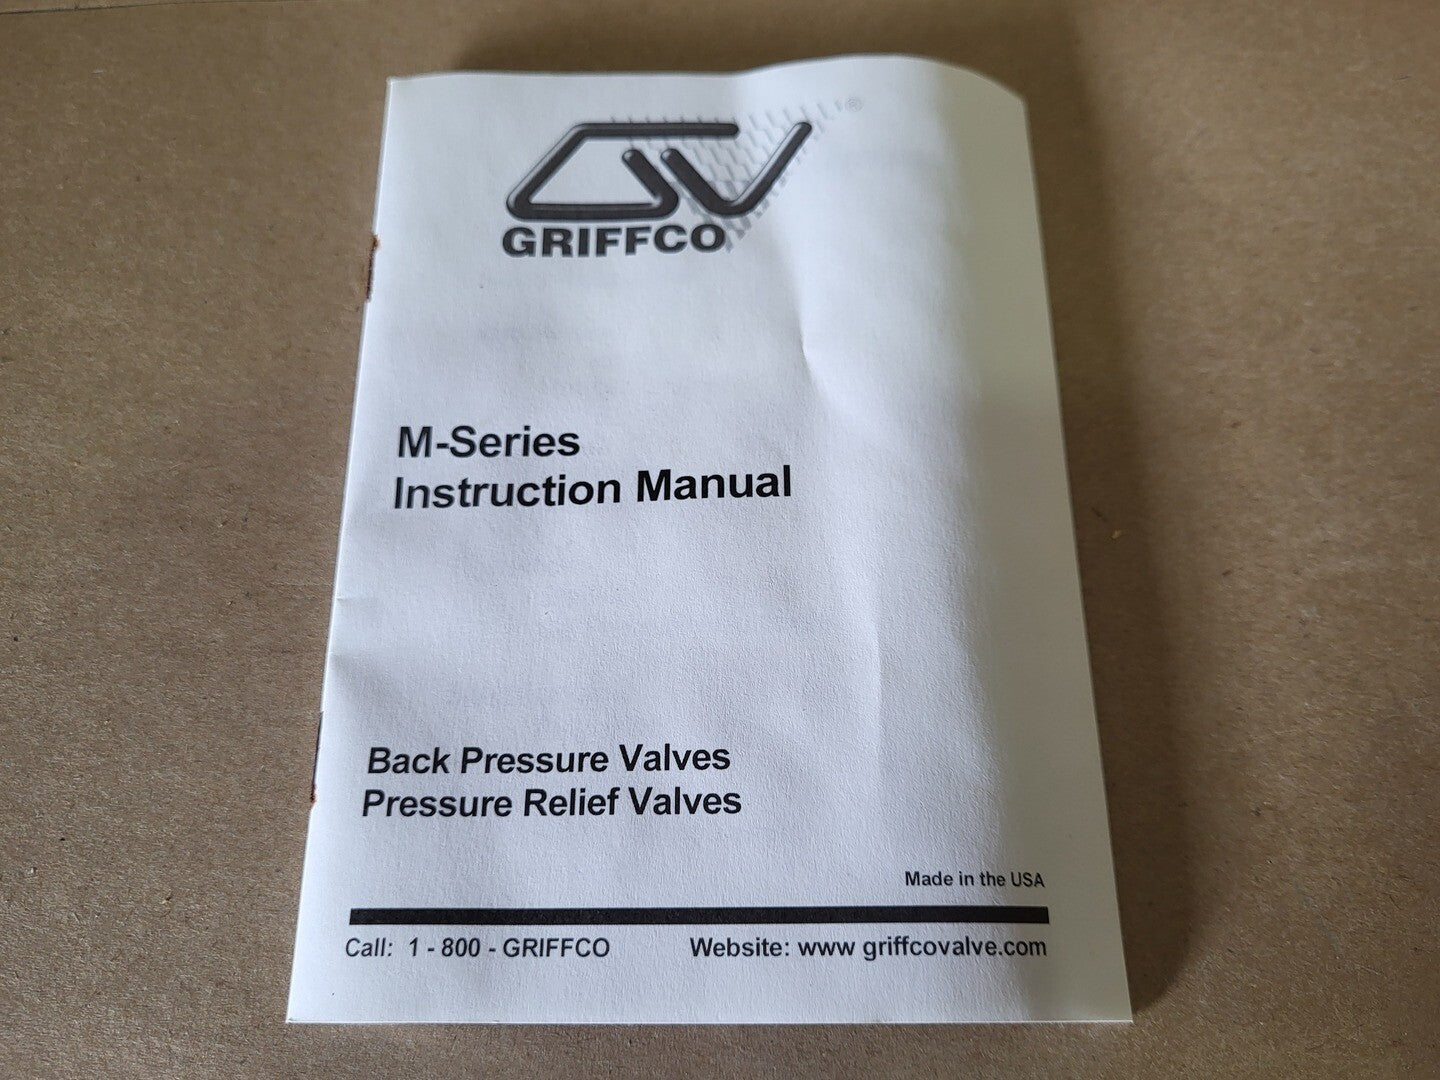 GV®
GRIFFCO
M-Series
Instruction Manual
Back Pressure Valves
Pressure Relief Valves
Made in the USA
Call: 1 - 800 - GRIFFCO
Website: www griffcovalve.com